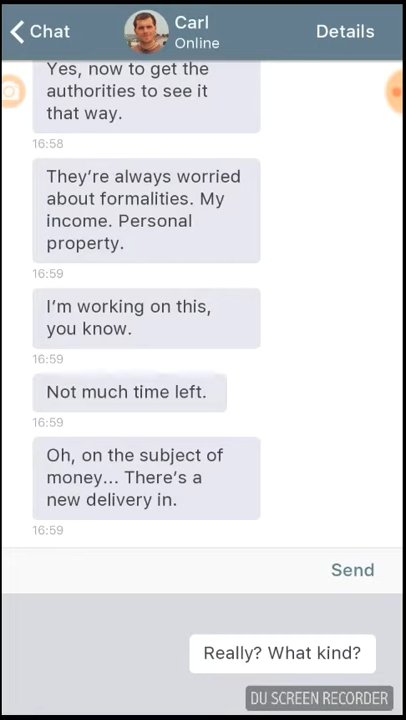 Chat
Carl
Online
Details
Yes, now to get the
authorities to see it
that way.
16:58
They're always worried
about formalities. My
income. Personal
property.
16:59
I'm working on this,
you know.
16:59
Not much time left.
16:59
Oh, on the subject of
money... There's a
new delivery in.
16:59
Send
Really? What kind?
DU SCREEN RECORDER